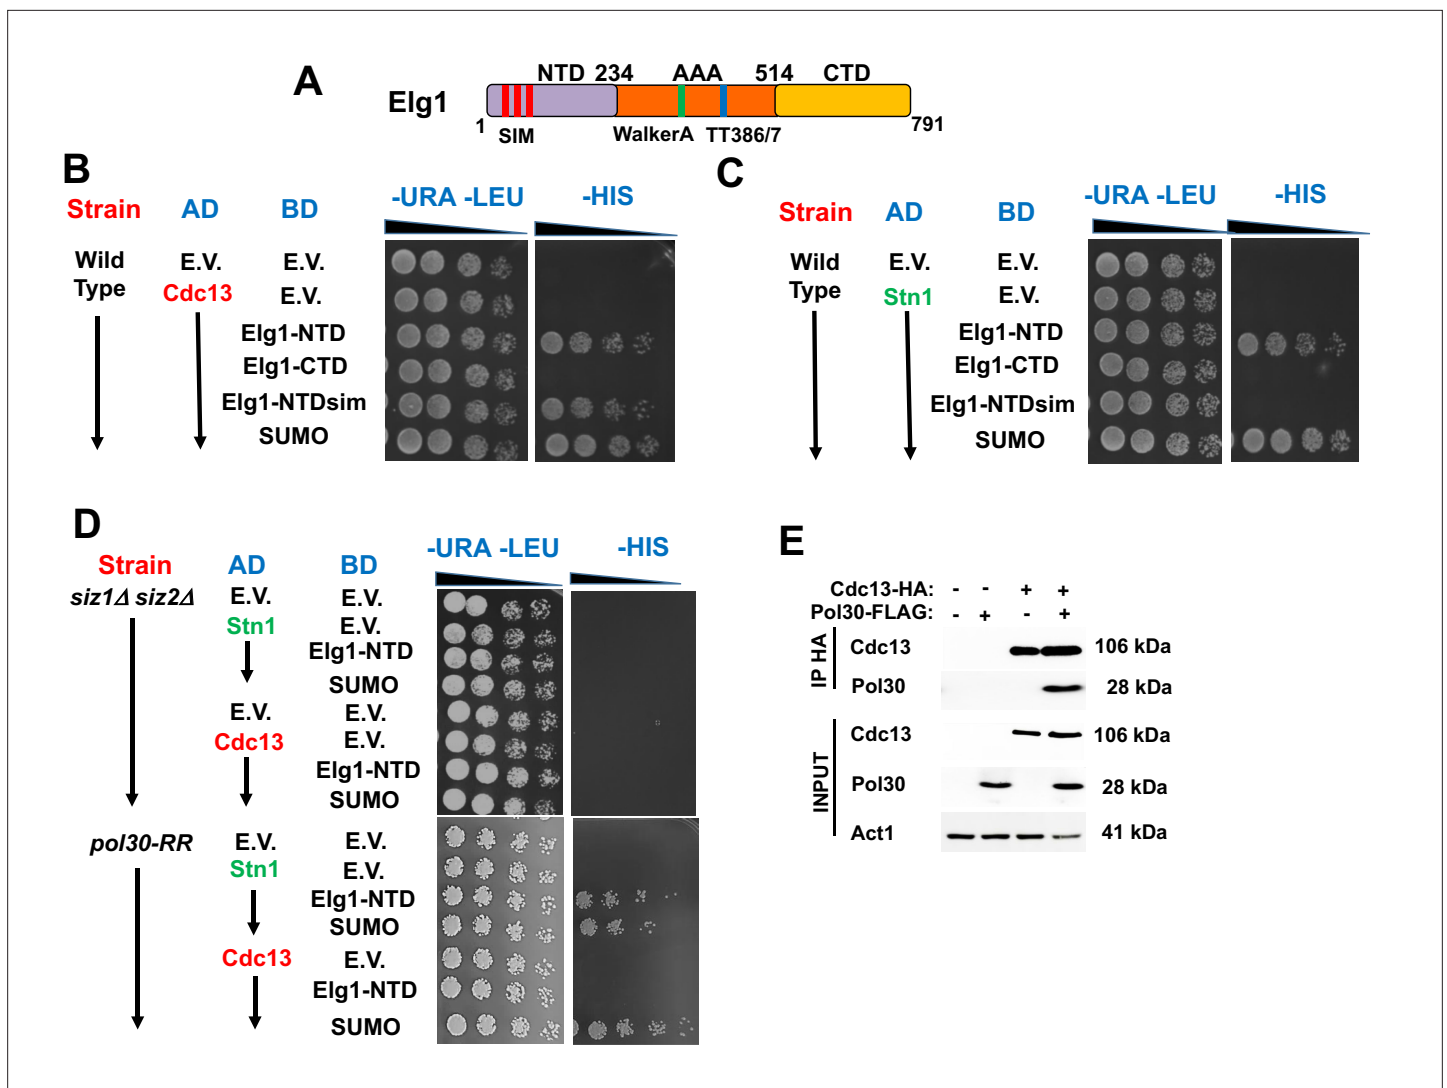 A
Elg1
NTD 234 AAA 514 CTD
1 SIM WalkerA TT386/7 791
B
Strain AD BD -URA -LEU -HIS
Wild Type
E.V. E.V.
Cdc13 E.V.
Elg1-NTD
Elg1-CTD
Elg1-NTDsim
SUMO
C
Strain AD BD -URA -LEU -HIS
Wild Type
E.V. E.V.
Stn1 E.V.
Elg1-NTD
Elg1-CTD
Elg1-NTDsim
SUMO
D
Strain AD BD -URA -LEU -HIS
siz1Δ siz2Δ E.V. E.V.
Stn1 E.V.
Elg1-NTD
SUMO
E.V. E.V.
Cdc13 E.V.
Elg1-NTD
SUMO
pol30-RR E.V. E.V.
Stn1 E.V.
Elg1-NTD
SUMO
Cdc13 E.V.
Elg1-NTD
SUMO
E
Cdc13-HA: - - + +
Pol30-FLAG: - + - +
IP HA
Cdc13 106 kDa
Pol30 28 kDa
INPUT
Cdc13 106 kDa
Pol30 28 kDa
Act1 41 kDa